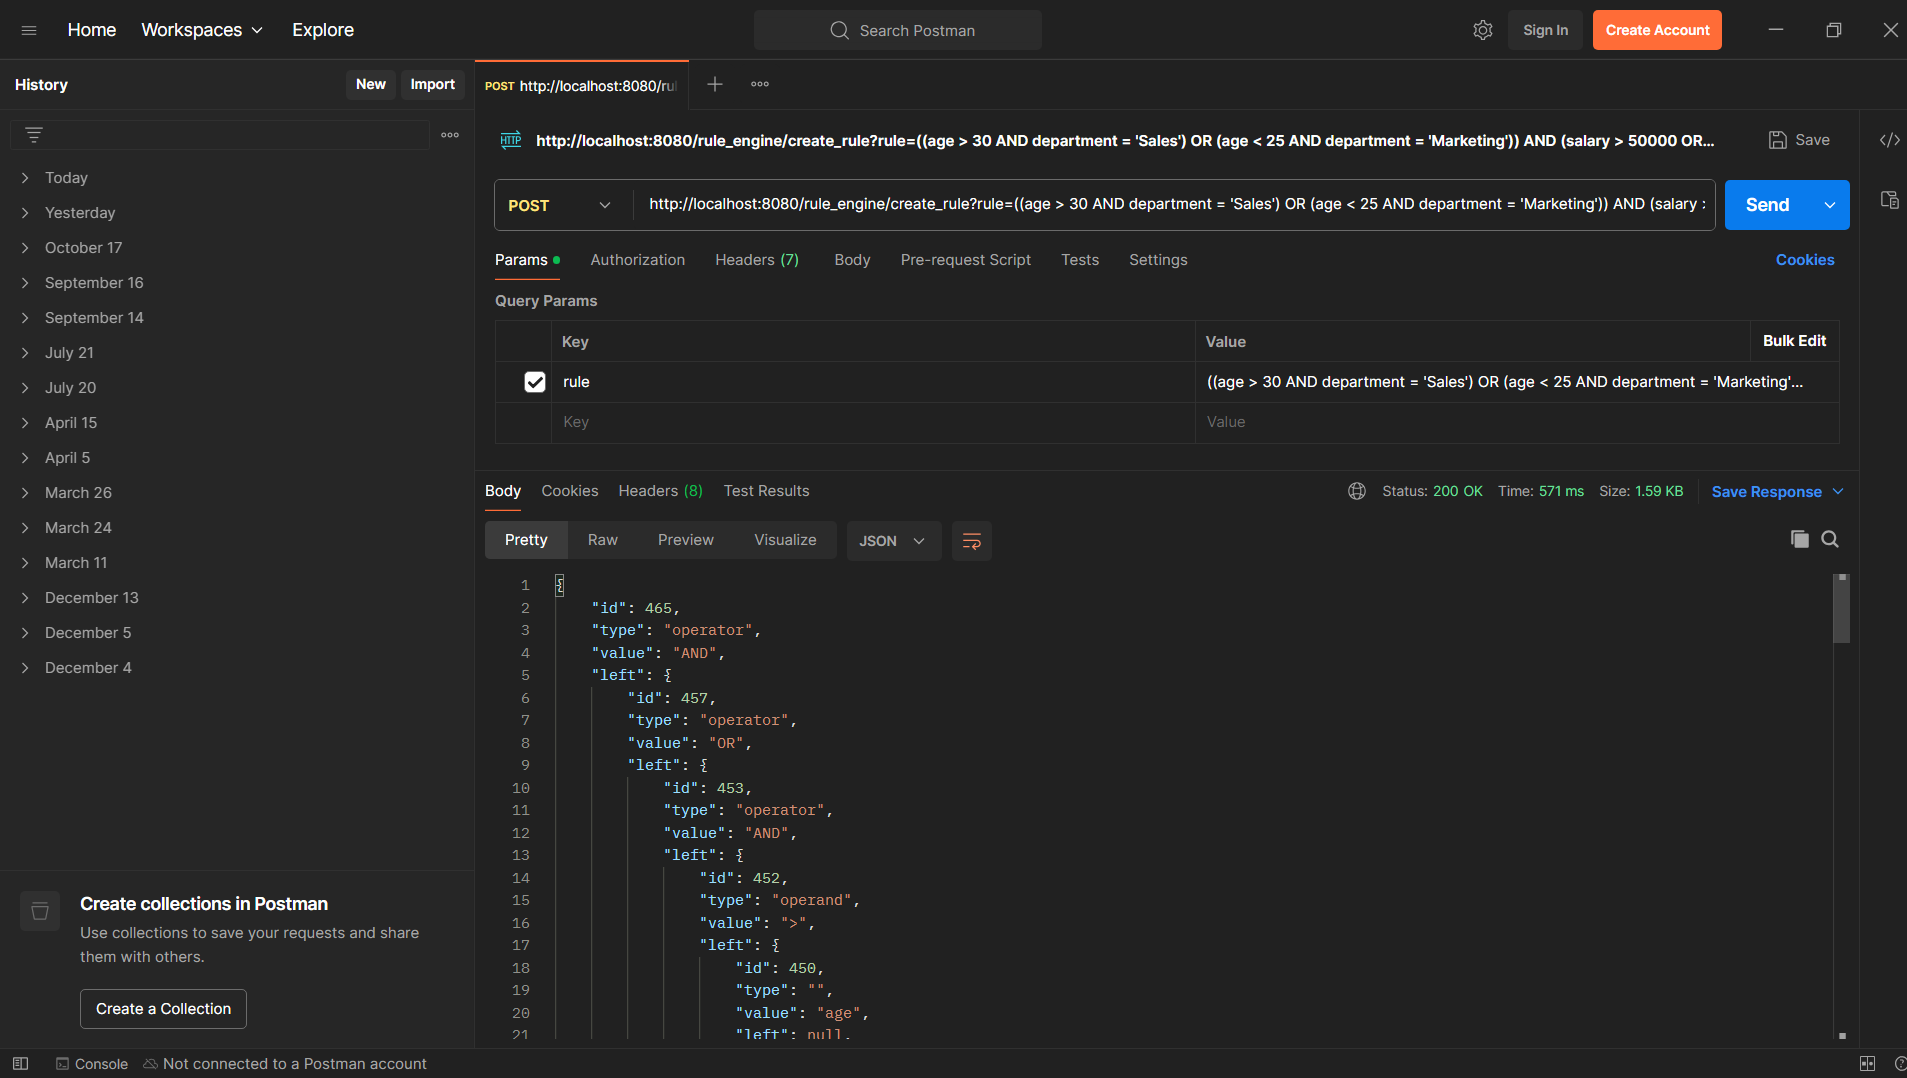 Home Workspaces Explore Search Postman Sign In Create Account
History New Import
POST http://localhost:8080/rul
HTTP http://localhost:8080/rule_engine/create_rule?rule=((age > 30 AND department = 'Sales') OR (age < 25 AND department = 'Marketing')) AND (salary > 50000 OR... Save
POST http://localhost:8080/rule_engine/create_rule?rule=((age > 30 AND department = 'Sales') OR (age < 25 AND department = 'Marketing')) AND (salary > Send
Today
Yesterday
October 17
September 16
September 14
July 21
July 20
April 15
April 5
March 26
March 24
March 11
December 13
December 5
December 4
Params Authorization Headers (7) Body Pre-request Script Tests Settings Cookies
Query Params
Key Value Bulk Edit
rule ((age > 30 AND department = 'Sales') OR (age < 25 AND department = 'Marketing'...
Key Value
Body Cookies Headers (8) Test Results Status: 200 OK Time: 571 ms Size: 1.59 KB Save Response
Pretty Raw Preview Visualize JSON
1 {
2 "id": 465,
3 "type": "operator",
4 "value": "AND",
5 "left": {
6 "id": 457,
7 "type": "operator",
8 "value": "OR",
9 "left": {
10 "id": 453,
11 "type": "operator",
12 "value": "AND",
13 "left": {
14 "id": 452,
15 "type": "operand",
16 "value": ">",
17 "left": {
18 "id": 450,
19 "type": "",
20 "value": "age",
21 "left": null,
Create collections in Postman
Use collections to save your requests and share
them with others.
Create a Collection
Console Not connected to a Postman account